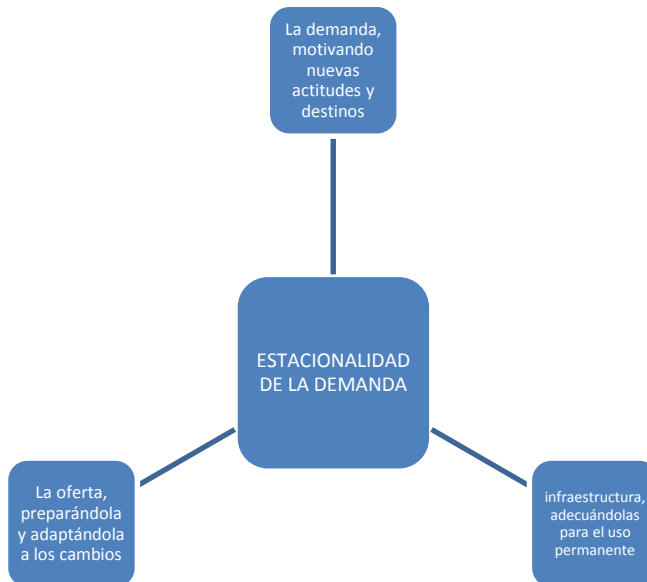 La demanda,
motivando
nuevas
actitudes y
destinos
ESTACIONALIDAD
DE LA DEMANDA
La oferta,
preparándola
y adaptándola
a los cambios
infraestructura,
adecuándolas
para el uso
permanente